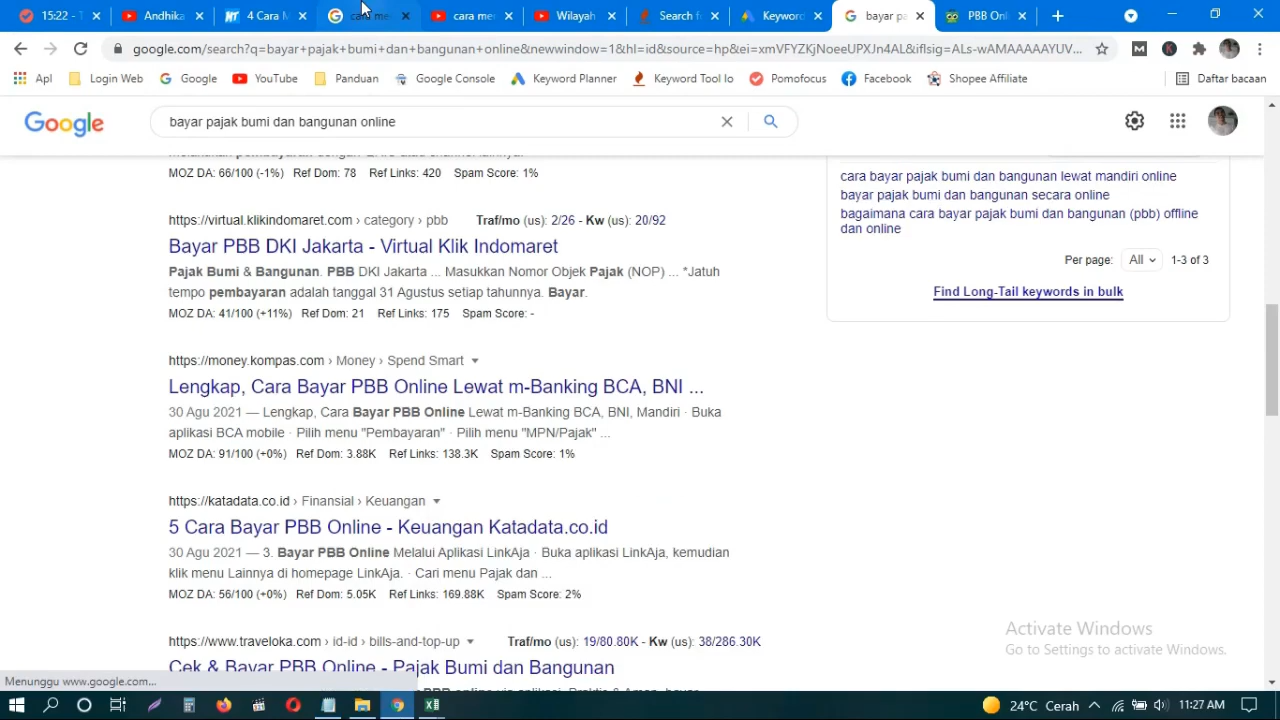 15:22 - T
Andhika
4 Cara M
cara me
cara me
Wilayah
Search f
Keyword
bayar pa
PBB Onl
google.com/search?q=bayar+pajak+bumi+dan+bangunan+online&newwindow=1&hl=id&source=hp&ei=xmVFYZKjNoeeUPXJn4AL&iflsig=ALs-wAMAAAAAYUV...
Apl
Login Web
Google
YouTube
Panduan
Google Console
Keyword Planner
Keyword Tool Io
Pomofocus
Facebook
Shopee Affiliate
Daftar bacaan
Google
bayar pajak bumi dan bangunan online
MOZ DA: 66/100 (-1%) Ref Dom: 78 Ref Links: 420 Spam Score: 1%
https://virtual.klikindomaret.com › category › pbb Traf/mo (us): 2/26 - Kw (us): 20/92
Bayar PBB DKI Jakarta - Virtual Klik Indomaret
Pajak Bumi & Bangunan. PBB DKI Jakarta ... Masukkan Nomor Objek Pajak (NOP) ... *Jatuh
tempo pembayaran adalah tanggal 31 Agustus setiap tahunnya. Bayar.
MOZ DA: 41/100 (+11%) Ref Dom: 21 Ref Links: 175 Spam Score: -
https://money.kompas.com › Money › Spend Smart
Lengkap, Cara Bayar PBB Online Lewat m-Banking BCA, BNI ...
30 Agu 2021 — Lengkap, Cara Bayar PBB Online Lewat m-Banking BCA, BNI, Mandiri · Buka
aplikasi BCA mobile · Pilih menu "Pembayaran" · Pilih menu "MPN/Pajak" ...
MOZ DA: 91/100 (+0%) Ref Dom: 3.88K Ref Links: 138.3K Spam Score: 1%
https://katadata.co.id › Finansial › Keuangan
5 Cara Bayar PBB Online - Keuangan Katadata.co.id
30 Agu 2021 — 3. Bayar PBB Online Melalui Aplikasi LinkAja · Buka aplikasi LinkAja, kemudian
klik menu Lainnya di homepage LinkAja. · Cari menu Pajak dan ...
MOZ DA: 56/100 (+0%) Ref Dom: 5.05K Ref Links: 169.88K Spam Score: 2%
https://www.traveloka.com › id-id › bills-and-top-up Traf/mo (us): 19/80.80K - Kw (us): 38/286.30K
Cek & Bayar PBB Online - Pajak Bumi dan Bangunan
cara bayar pajak bumi dan bangunan lewat mandiri online
bayar pajak bumi dan bangunan secara online
bagaimana cara bayar pajak bumi dan bangunan (pbb) offline
dan online
Per page: All 1-3 of 3
Find Long-Tail keywords in bulk
Activate Windows
Go to Settings to activate Windows.
Menunggu www.google.com...
24°C Cerah
11:27 AM